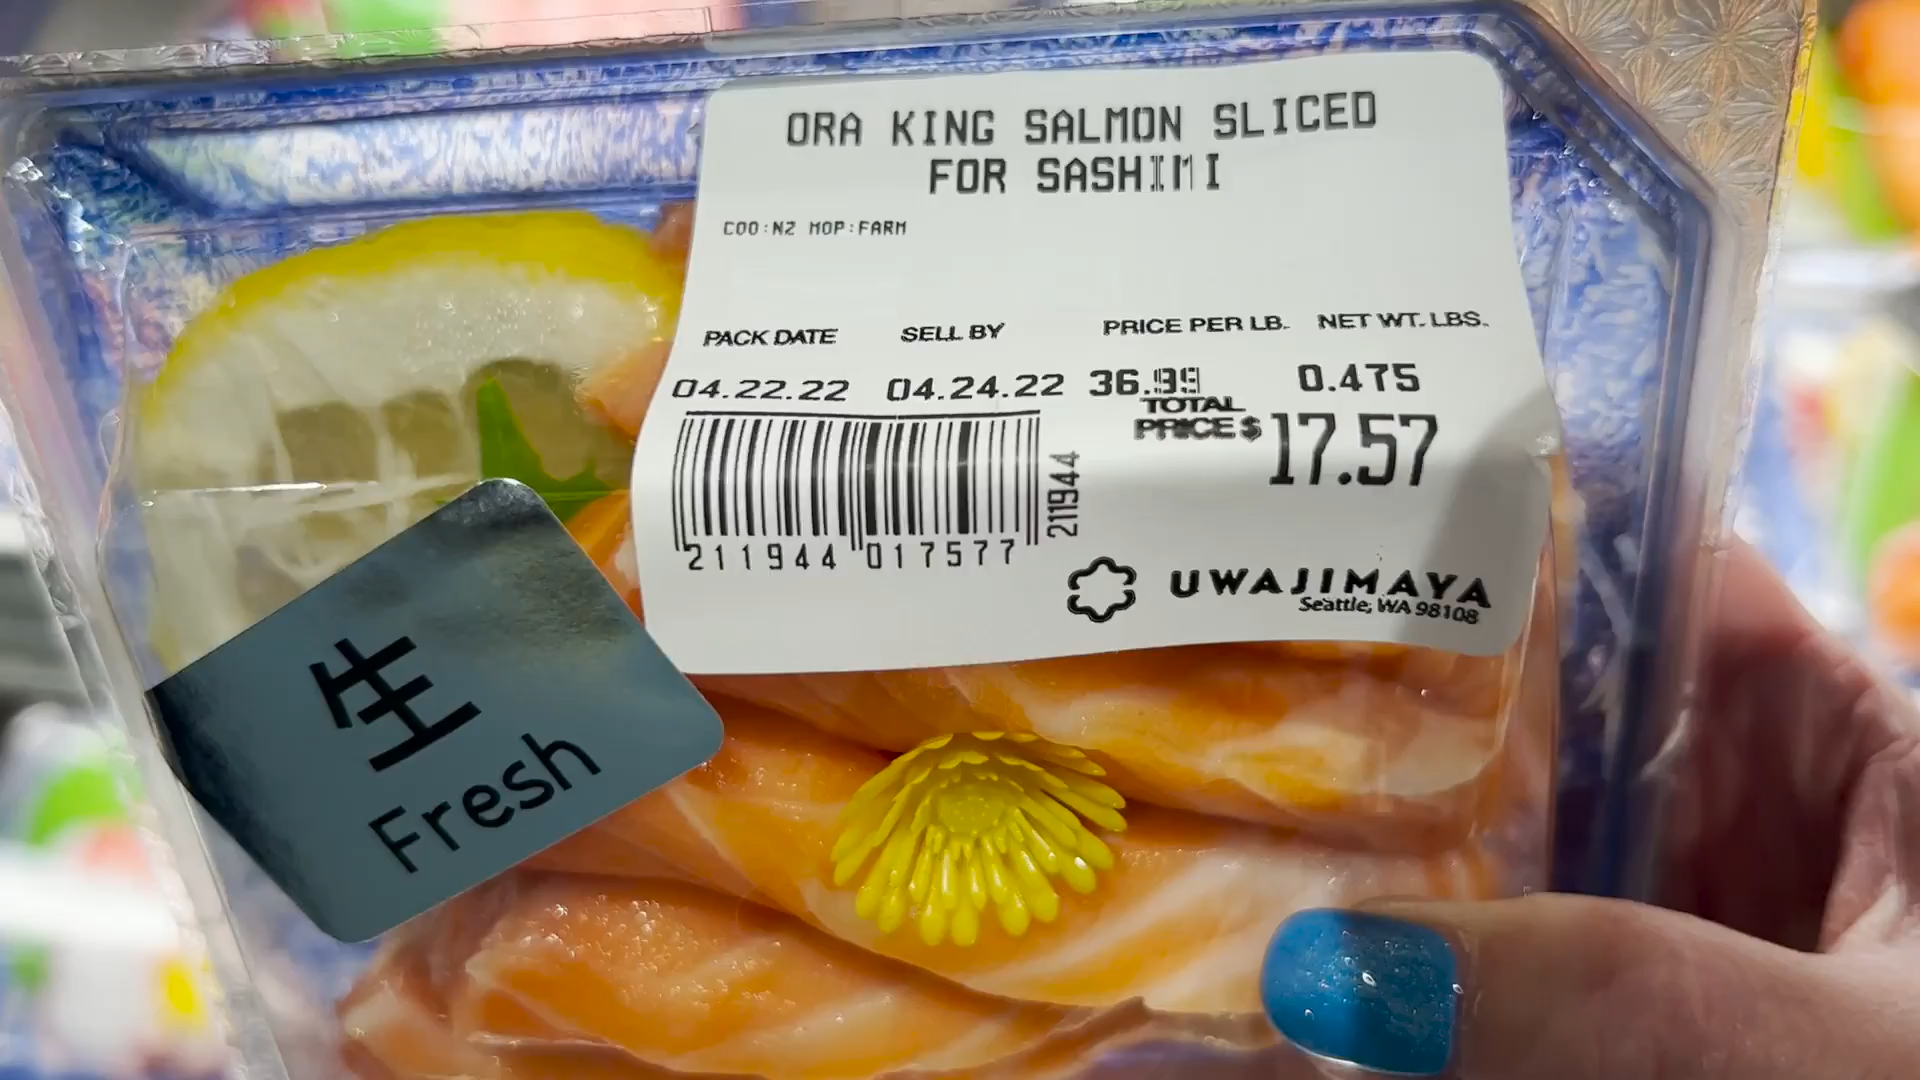 ORA KING SALMON SLICED
FOR SASHIMI
COO:NZ MOP:FARM
PACK DATE SELL BY PRICE PER LB. NET WT. LBS.
04.22.22 04.24.22 36.99 0.475
TOTAL
PRICE $ 17.57
211944 017577
211944
UWAJIMAYA
Seattle, WA 98108
生
Fresh